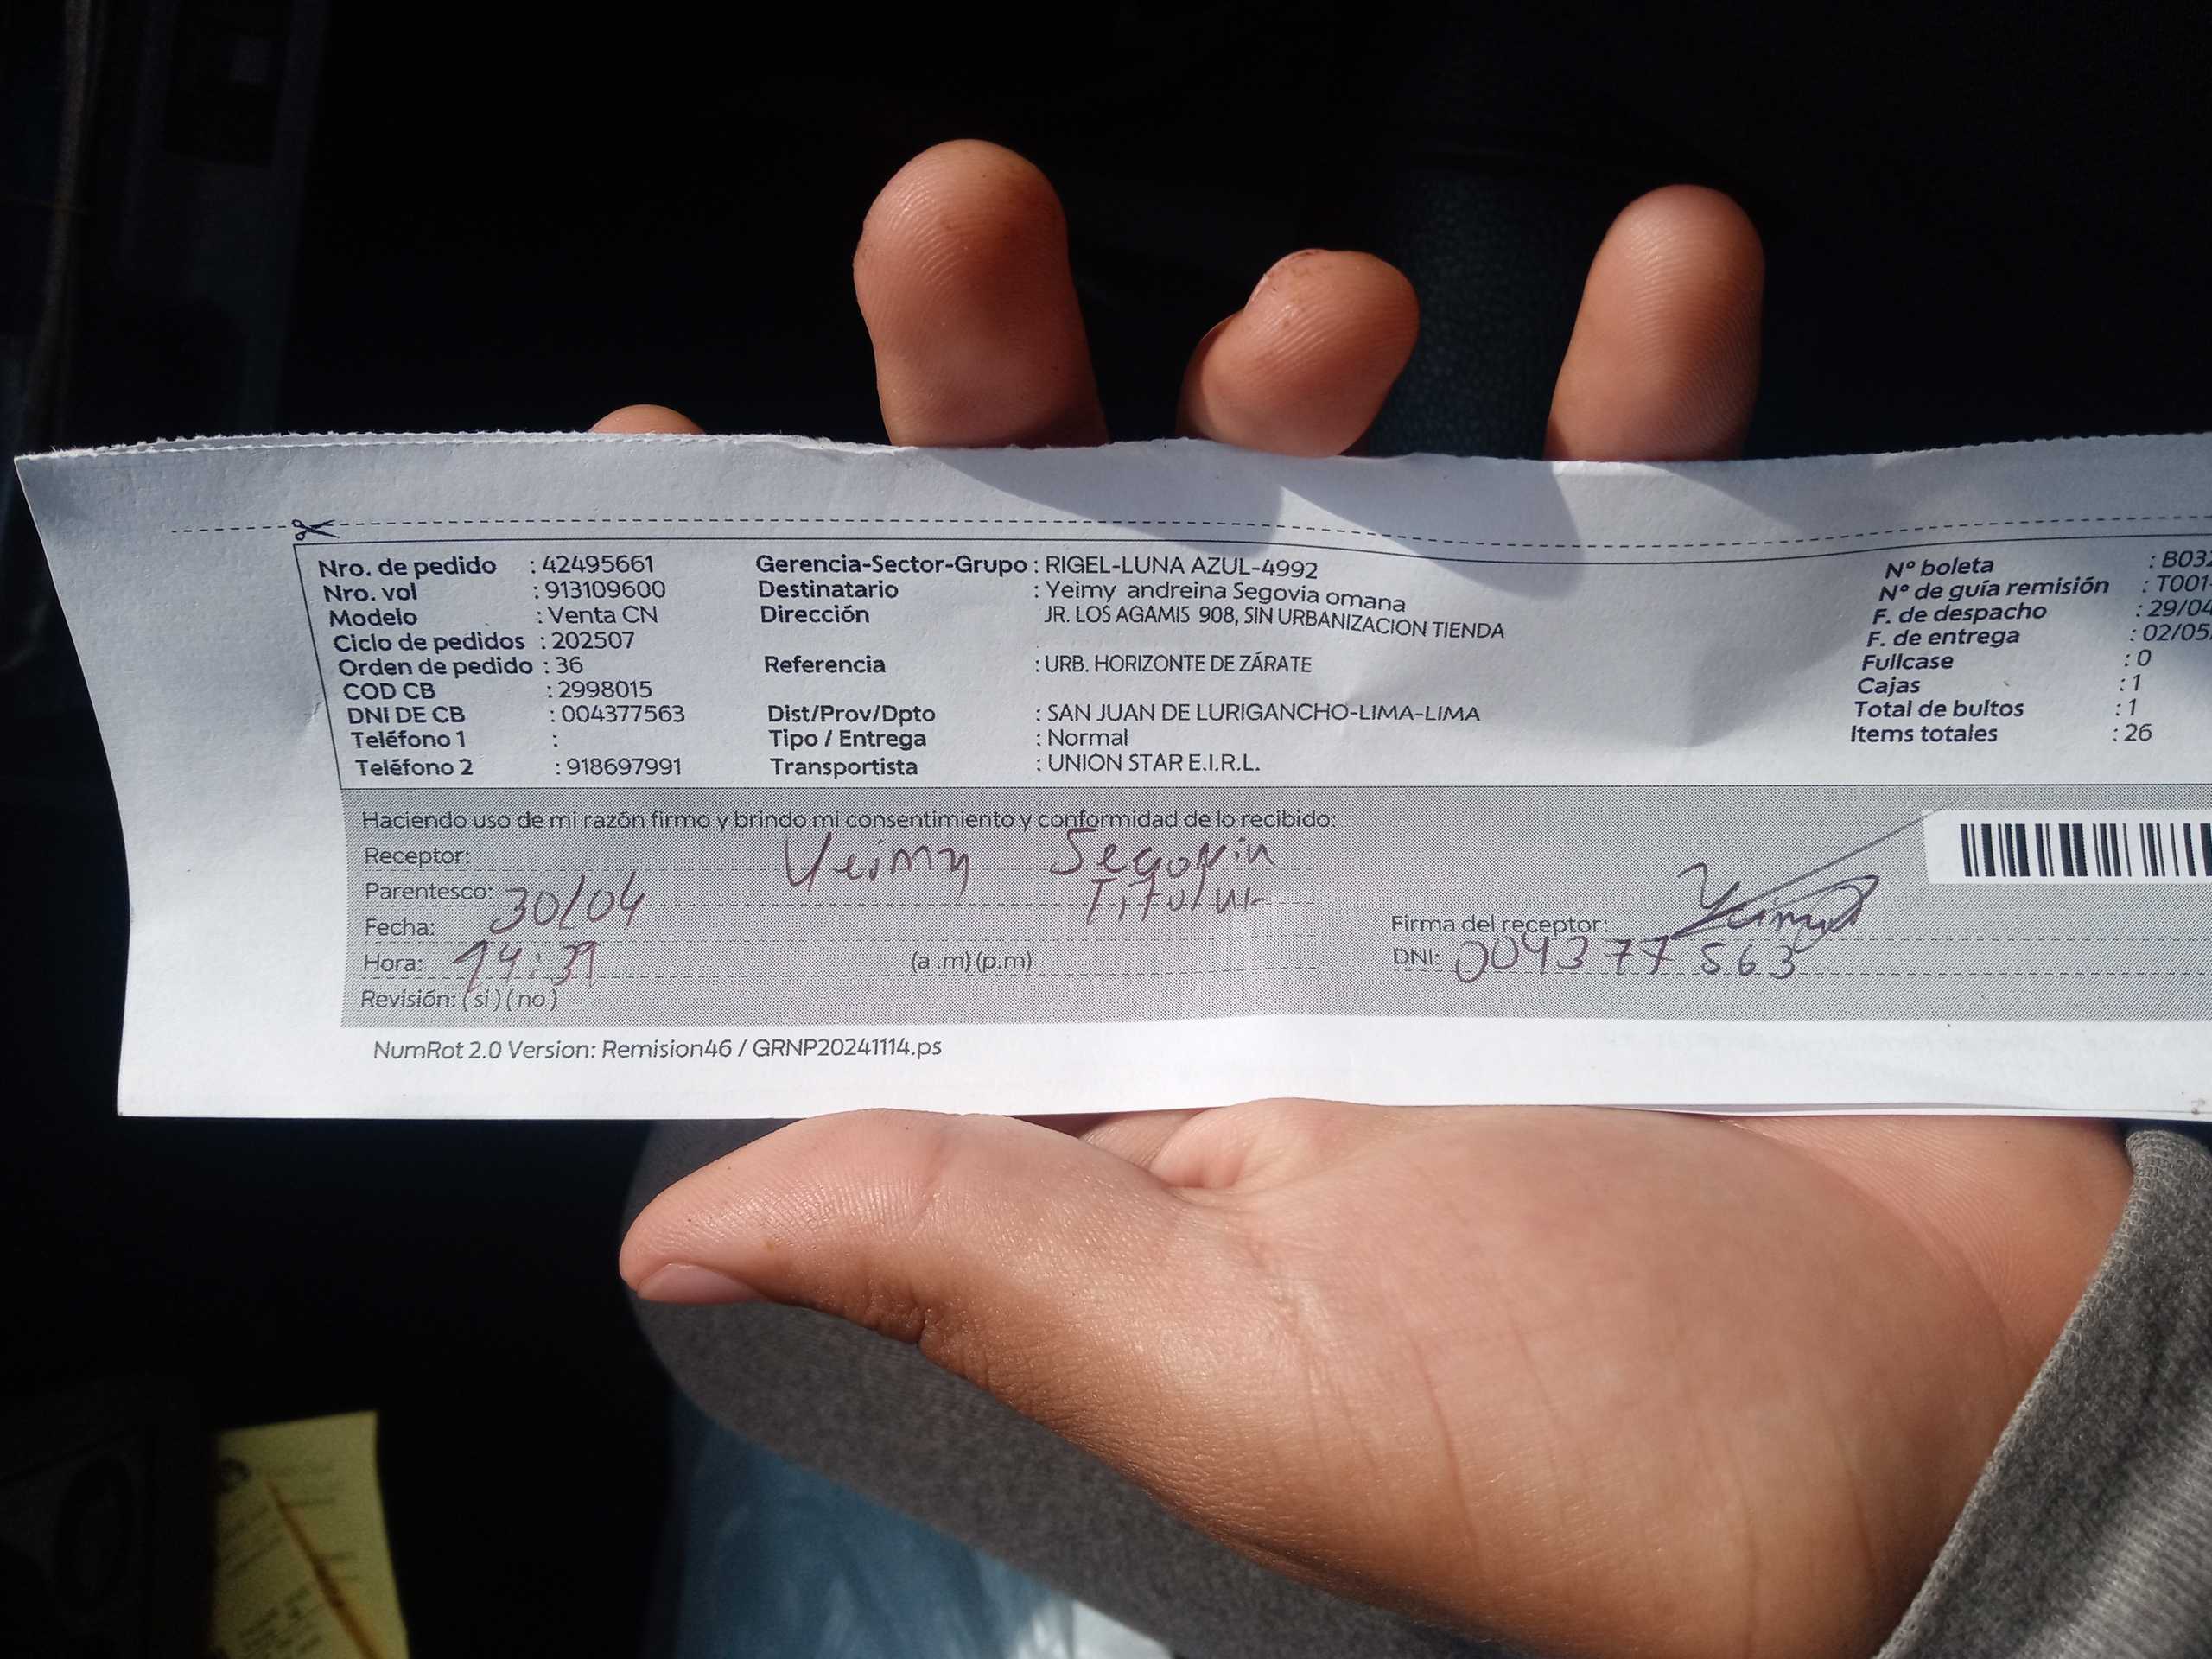 Nro. de pedido : 42495661
Nro. vol : 913109600
Modelo : Venta CN
Ciclo de pedidos : 202507
Orden de pedido : 36
COD CB : 2998015
DNI DE CB : 004377563
Teléfono 1 :
Teléfono 2 : 918697991
Gerencia-Sector-Grupo : RIGEL-LUNA AZUL-4992
Destinatario : Yeimy andreina Segovia omana
Dirección JR. LOS AGAMIS 908, SIN URBANIZACION TIENDA
Referencia : URB. HORIZONTE DE ZÁRATE
Dist/Prov/Dpto : SAN JUAN DE LURIGANCHO-LIMA-LIMA
Tipo / Entrega : Normal
Transportista : UNION STAR E.I.R.L.
Nº boleta : B032
Nº de guía remisión : T001-
F. de despacho : 29/04
F. de entrega : 02/05
Fullcase : 0
Cajas : 1
Total de bultos : 1
Items totales : 26
Haciendo uso de mi razón firmo y brindo mi consentimiento y conformidad de lo recibido:
Receptor: Yeimy Segovia
Parentesco: Titular
Fecha: 30/04
Hora: 14:39 (a .m) (p.m)
Revisión: ( si ) ( no )
Firma del receptor: Yeimy
DNI: 004377563
NumRot 2.0 Version: Remision46 / GRNP20241114.ps